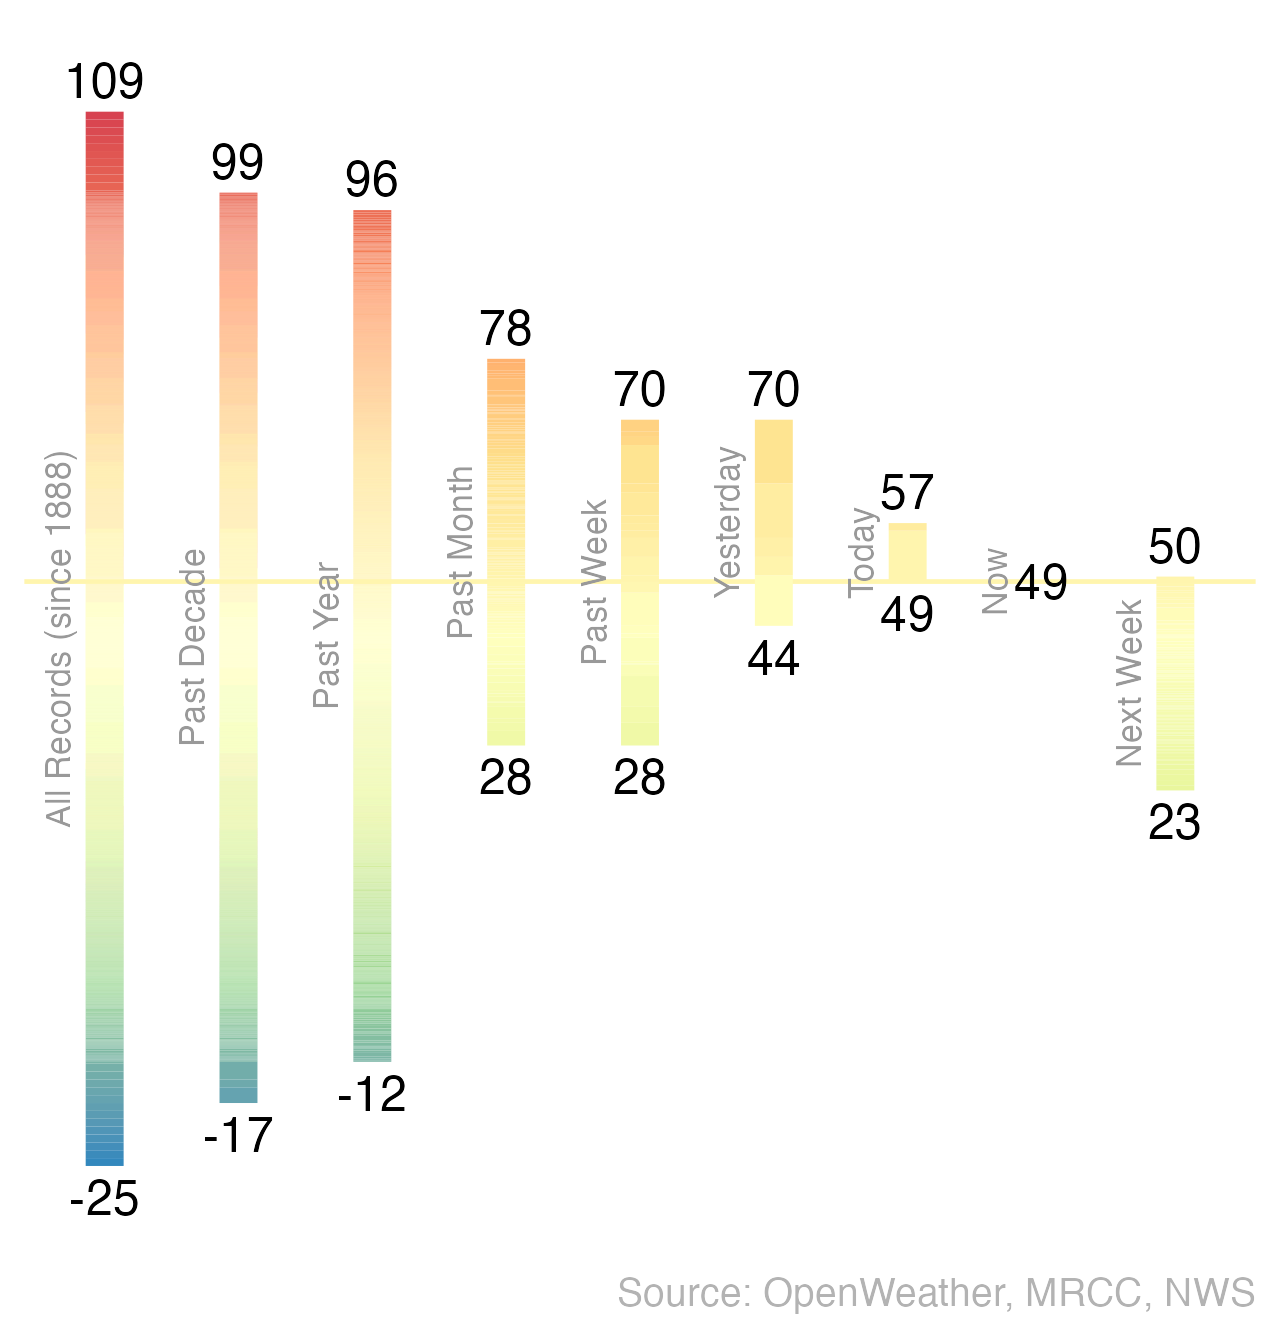 109
All Records (since 1888)
-25
99
Past Decade
-17
96
Past Year
-12
78
Past Month
28
70
Past Week
28
70
Yesterday
44
57
Today
49
Now
49
50
Next Week
23
Source: OpenWeather, MRCC, NWS